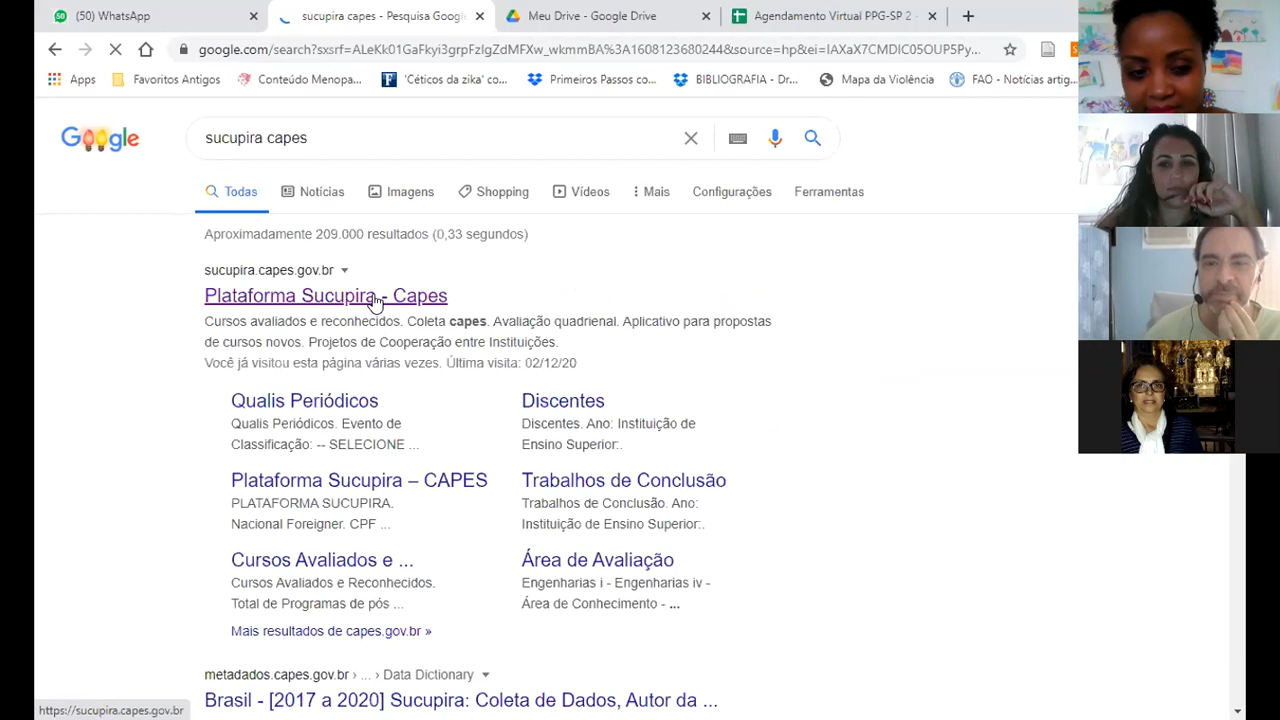 (50) WhatsApp
sucupira capes - Pesquisa Google
Meu Drive - Google Drive
Agendamento Virtual PPG-SP 2 -
google.com/search?sxsrf=ALeKk01GaFkyi3grpFzlgZdMFXw_wkmmBA%3A1608123680244&source=hp&ei=IAXaX7CMDIC05OUP5Py...
Apps
Favoritos Antigos
Conteúdo Menopa...
'Céticos da zika' co...
Primeiros Passos co...
BIBLIOGRAFIA - Dr...
Mapa da Violência
FAO - Notícias artig...
Google
sucupira capes
Todas
Notícias
Imagens
Shopping
Vídeos
Mais
Configurações
Ferramentas
Aproximadamente 209.000 resultados (0,33 segundos)
sucupira.capes.gov.br
Plataforma Sucupira - Capes
Cursos avaliados e reconhecidos. Coleta capes. Avaliação quadrienal. Aplicativo para propostas
de cursos novos. Projetos de Cooperação entre Instituições.
Você já visitou esta página várias vezes. Última visita: 02/12/20
Qualis Periódicos
Qualis Periódicos. Evento de
Classificação: -- SELECIONE ...
Discentes
Discentes. Ano: Instituição de
Ensino Superior:.
Plataforma Sucupira – CAPES
PLATAFORMA SUCUPIRA.
Nacional Foreigner. CPF ...
Trabalhos de Conclusão
Trabalhos de Conclusão. Ano:
Instituição de Ensino Superior:.
Cursos Avaliados e ...
Cursos Avaliados e Reconhecidos.
Total de Programas de pós ...
Área de Avaliação
Engenharias i - Engenharias iv -
Área de Conhecimento - ...
Mais resultados de capes.gov.br »
metadados.capes.gov.br › ... › Data Dictionary
Brasil - [2017 a 2020] Sucupira: Coleta de Dados, Autor da ...
https://sucupira.capes.gov.br